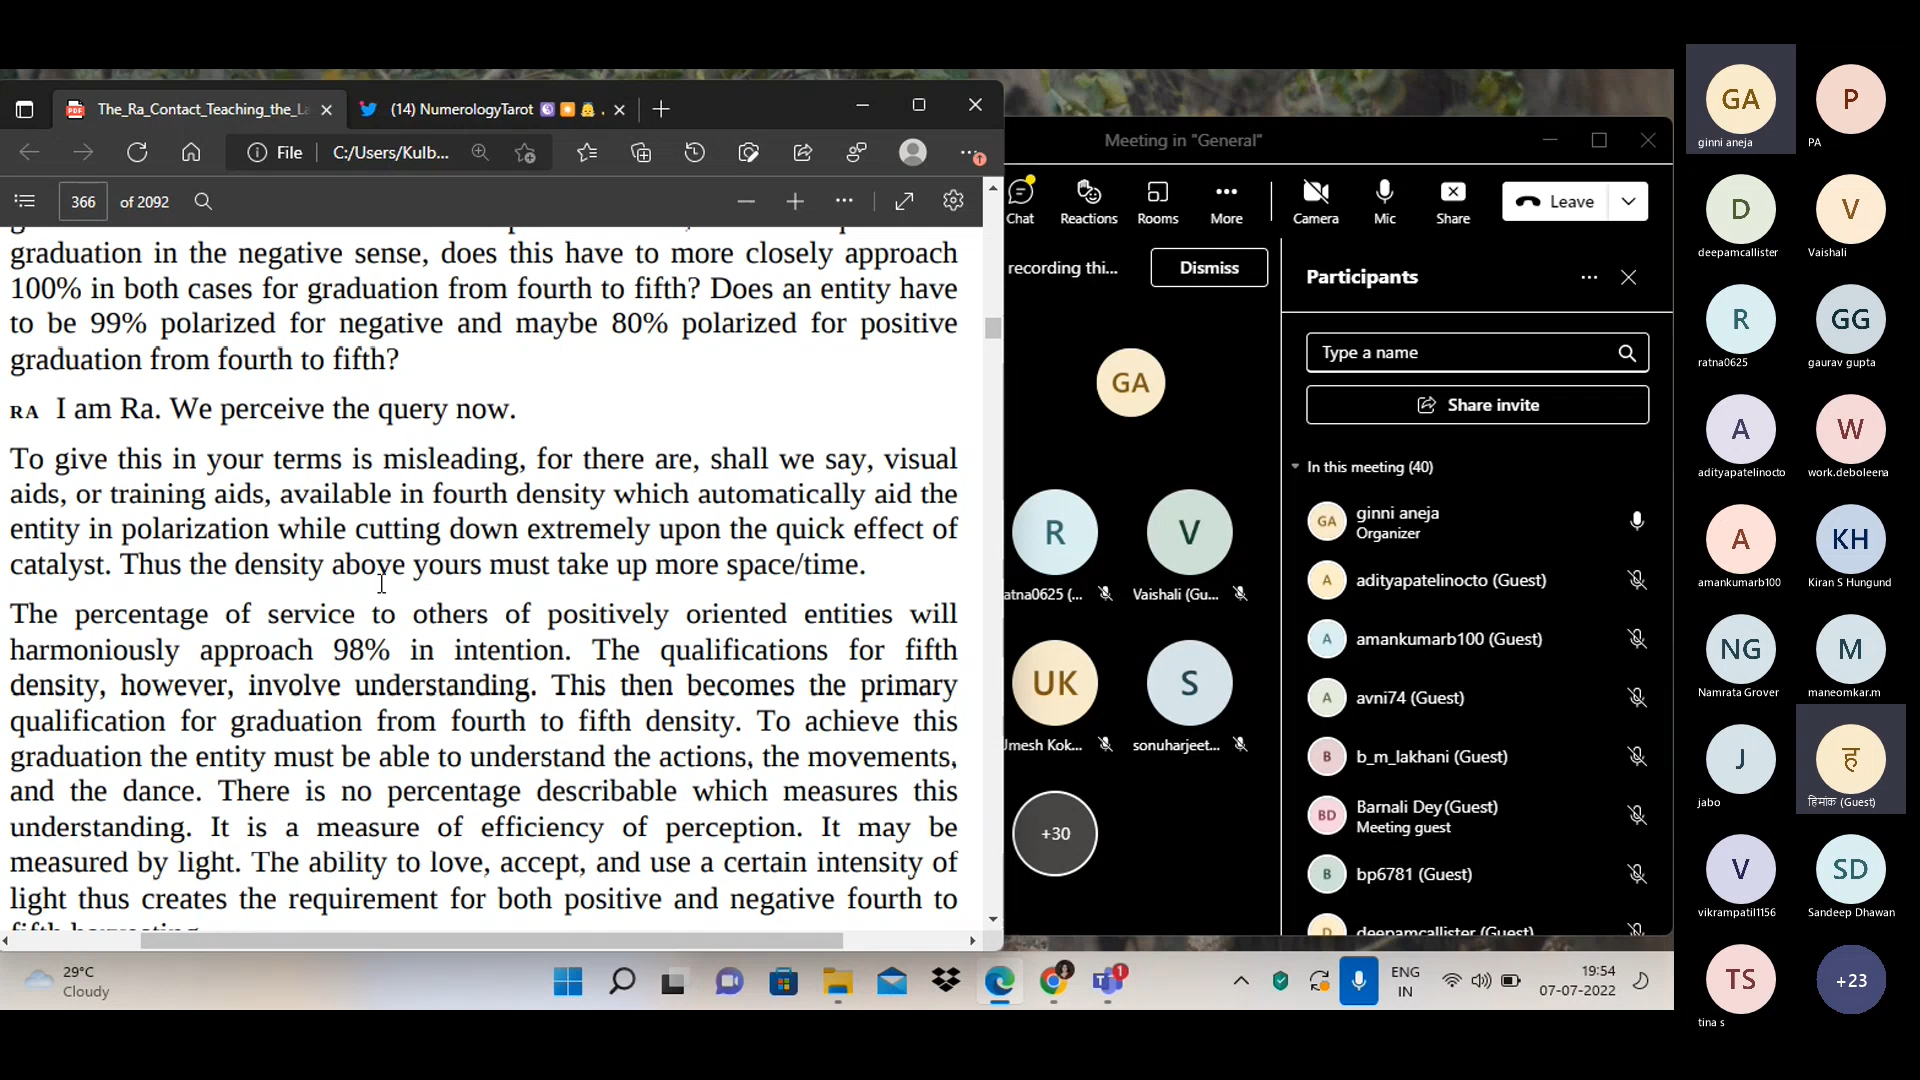 The_Ra_Contact_Teaching_the_La
(14) NumerologyTarot
File
C:/Users/Kulb...
366
of 2092
graduation in the negative sense, does this have to more closely approach
100% in both cases for graduation from fourth to fifth? Does an entity have
to be 99% polarized for negative and maybe 80% polarized for positive
graduation from fourth to fifth?
RA I am Ra. We perceive the query now.
To give this in your terms is misleading, for there are, shall we say, visual
aids, or training aids, available in fourth density which automatically aid the
entity in polarization while cutting down extremely upon the quick effect of
catalyst. Thus the density above yours must take up more space/time.
The percentage of service to others of positively oriented entities will
harmoniously approach 98% in intention. The qualifications for fifth
density, however, involve understanding. This then becomes the primary
qualification for graduation from fourth to fifth density. To achieve this
graduation the entity must be able to understand the actions, the movements,
and the dance. There is no percentage describable which measures this
understanding. It is a measure of efficiency of perception. It may be
measured by light. The ability to love, accept, and use a certain intensity of
light thus creates the requirement for both positive and negative fourth to
fifth harvesting.
Meeting in "General"
Chat
Reactions
Rooms
More
Camera
Mic
Share
Leave
recording thi...
Dismiss
GA
R
atna0625 (...
V
Vaishali (Gu...
UK
Jmesh Kok...
S
sonuharjeet...
+30
Participants
Type a name
Share invite
In this meeting (40)
GA
ginni aneja
Organizer
A
adityapatelinocto (Guest)
A
amankumarb100 (Guest)
A
avni74 (Guest)
B
b_m_lakhani (Guest)
BD
Barnali Dey (Guest)
Meeting guest
B
bp6781 (Guest)
D
deepamcallister (Guest)
GA
ginni aneja
P
PA
D
deepamcallister
V
Vaishali
R
ratna0625
GG
gaurav gupta
A
adityapatelinocto
W
work.deboleena
A
amankumarb100
KH
Kiran S Hungund
NG
Namrata Grover
M
maneomkar.m
J
jabo
ह
हिमांक (Guest)
V
vikrampatil1156
SD
Sandeep Dhawan
TS
tina s
+23
29°C
Cloudy
1
ENG
IN
19:54
07-07-2022